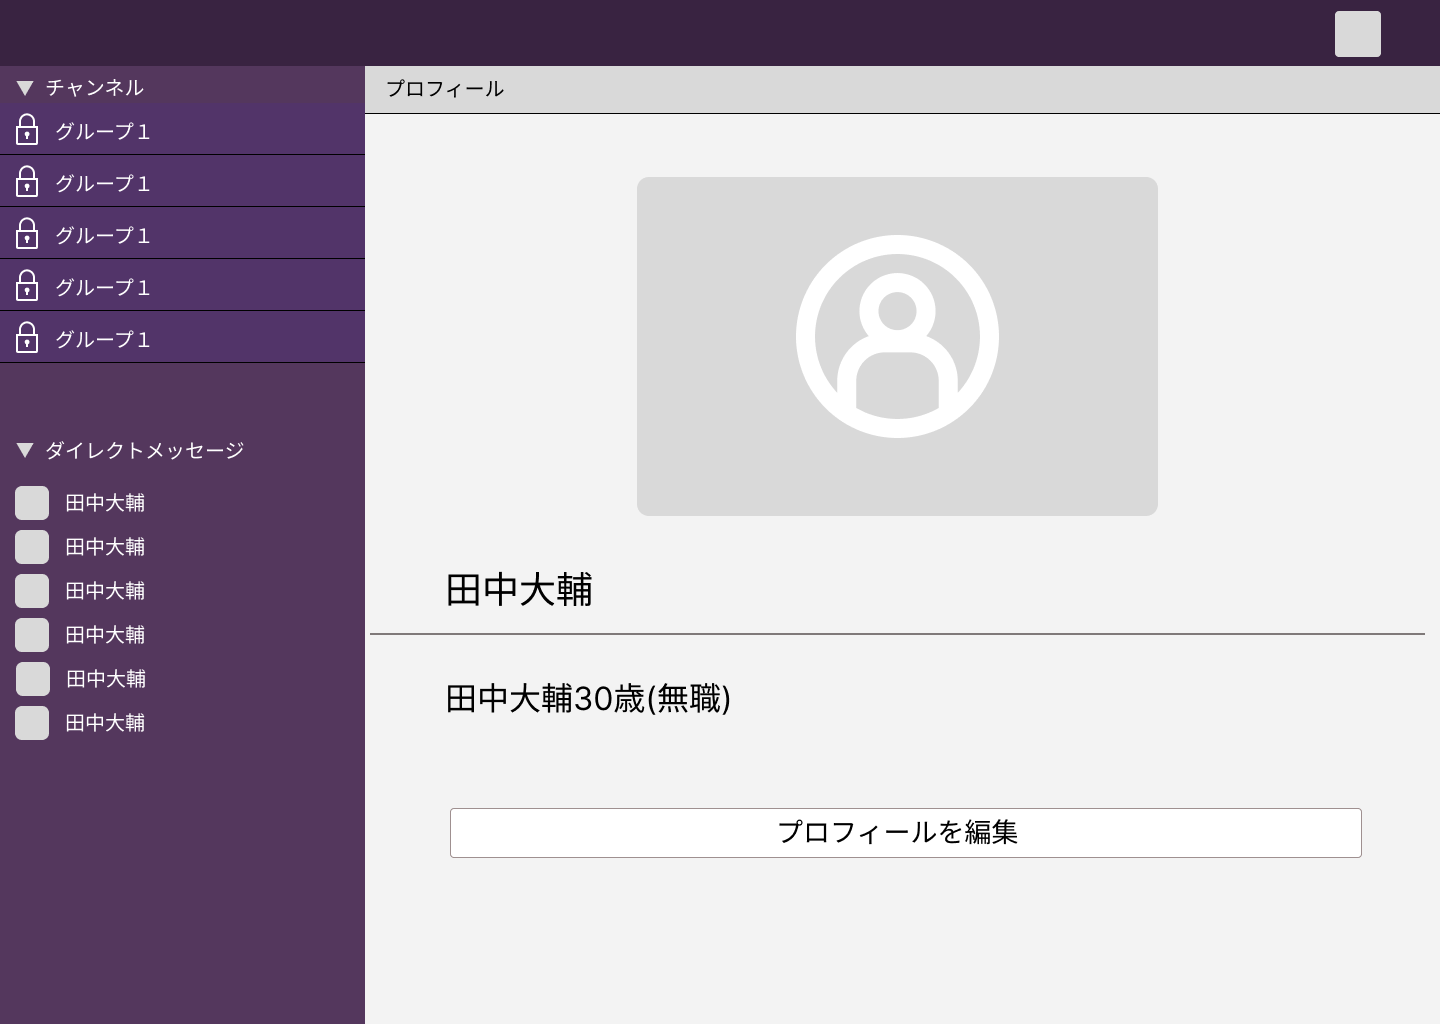 ▼ チャンネル
グループ１
グループ１
グループ１
グループ１
グループ１
▼ ダイレクトメッセージ
田中大輔
田中大輔
田中大輔
田中大輔
田中大輔
田中大輔
プロフィール
田中大輔
田中大輔30歳(無職)
プロフィールを編集